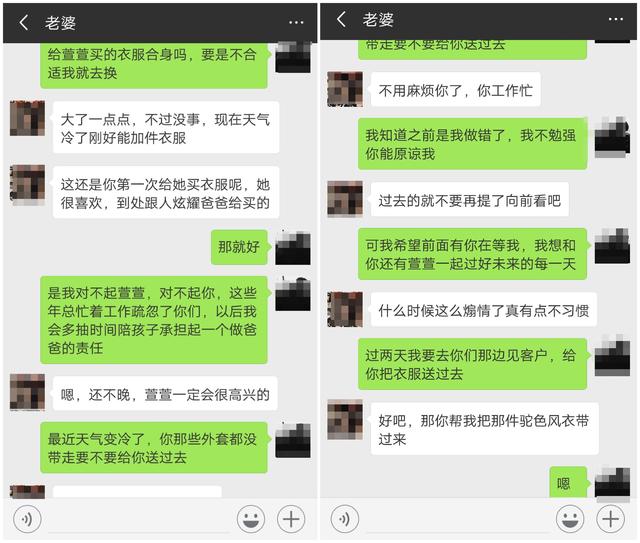 老婆
给萱萱买的衣服合身吗，要是不合
适我就去换
大了一点点，不过没事，现在天气
冷了刚好能加件衣服
这还是你第一次给她买衣服呢，她
很喜欢，到处跟人炫耀爸爸给买的
那就好
是我对不起萱萱，对不起你，这些
年总忙着工作疏忽了你们，以后我
会多抽时间陪孩子承担起一个做爸
爸的责任
嗯，还不晚，萱萱一定会很高兴的
最近天气变冷了，你那些外套都没
带走要不要给你送过去
老婆
带走要不要给你送过去
不用麻烦你了，你工作忙
我知道之前是我做错了，我不勉强
你能原谅我
过去的就不要再提了向前看吧
可我希望前面有你在等我，我想和
你还有萱萱一起过好未来的每一天
什么时候这么煽情了真有点不习惯
过两天我要去你们那边见客户，给
你把衣服送过去
好吧，那你帮我把那件驼色风衣带
过来
嗯